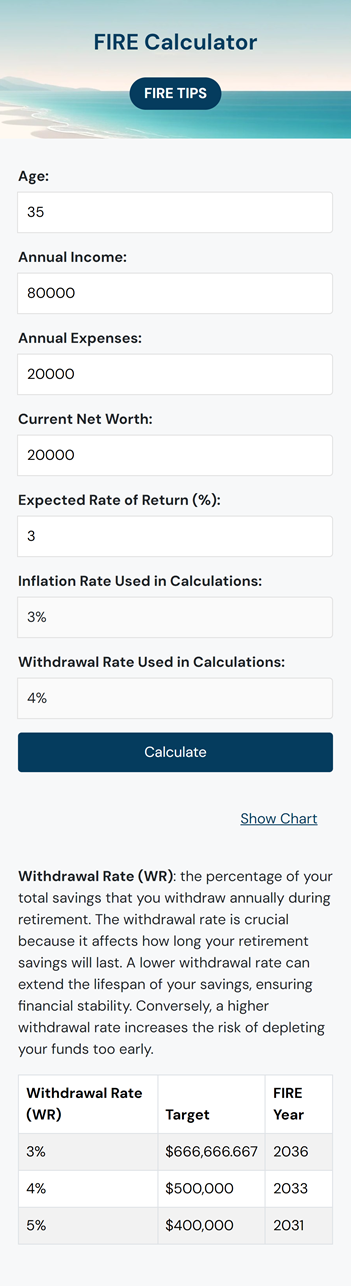 FIRE Calculator
FIRE TIPS
Age:
35
Annual Income:
80000
Annual Expenses:
20000
Current Net Worth:
20000
Expected Rate of Return (%):
3
Inflation Rate Used in Calculations:
3%
Withdrawal Rate Used in Calculations:
4%
Calculate
Show Chart
Withdrawal Rate (WR): the percentage of your
total savings that you withdraw annually during
retirement. The withdrawal rate is crucial
because it affects how long your retirement
savings will last. A lower withdrawal rate can
extend the lifespan of your savings, ensuring
financial stability. Conversely, a higher
withdrawal rate increases the risk of depleting
your funds too early.
Withdrawal Rate (WR) Target FIRE Year
3% $666,666.667 2036
4% $500,000 2033
5% $400,000 2031